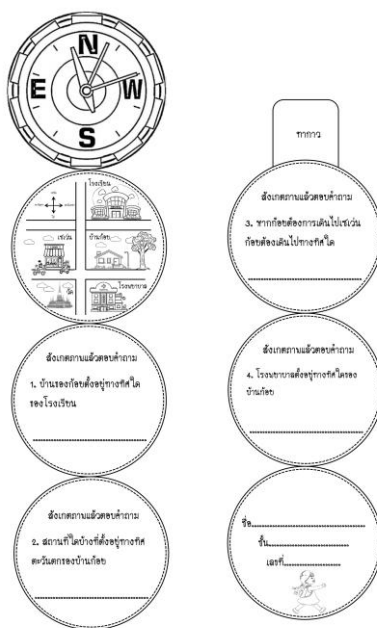 N
E W
S
โรงเรียน
เซเว่น
บ้านก้อย
วัด
โรงพยาบาล
สังเกตภาพแล้วตอบคำถาม
1. บ้านของก้อยตั้งอยู่ทางทิศใด
ของโรงเรียน
สังเกตภาพแล้วตอบคำถาม
2. สถานที่ใดบ้างที่ตั้งอยู่ทางทิศ
ตะวันตกของบ้านก้อย
ทากาว
สังเกตภาพแล้วตอบคำถาม
3. หากก้อยต้องการเดินไปเซเว่น
ก้อยต้องเดินไปทางทิศใด
สังเกตภาพแล้วตอบคำถาม
4. โรงพยาบาลตั้งอยู่ทางทิศใดของ
บ้านก้อย
ชื่อ
ชั้น
เลขที่